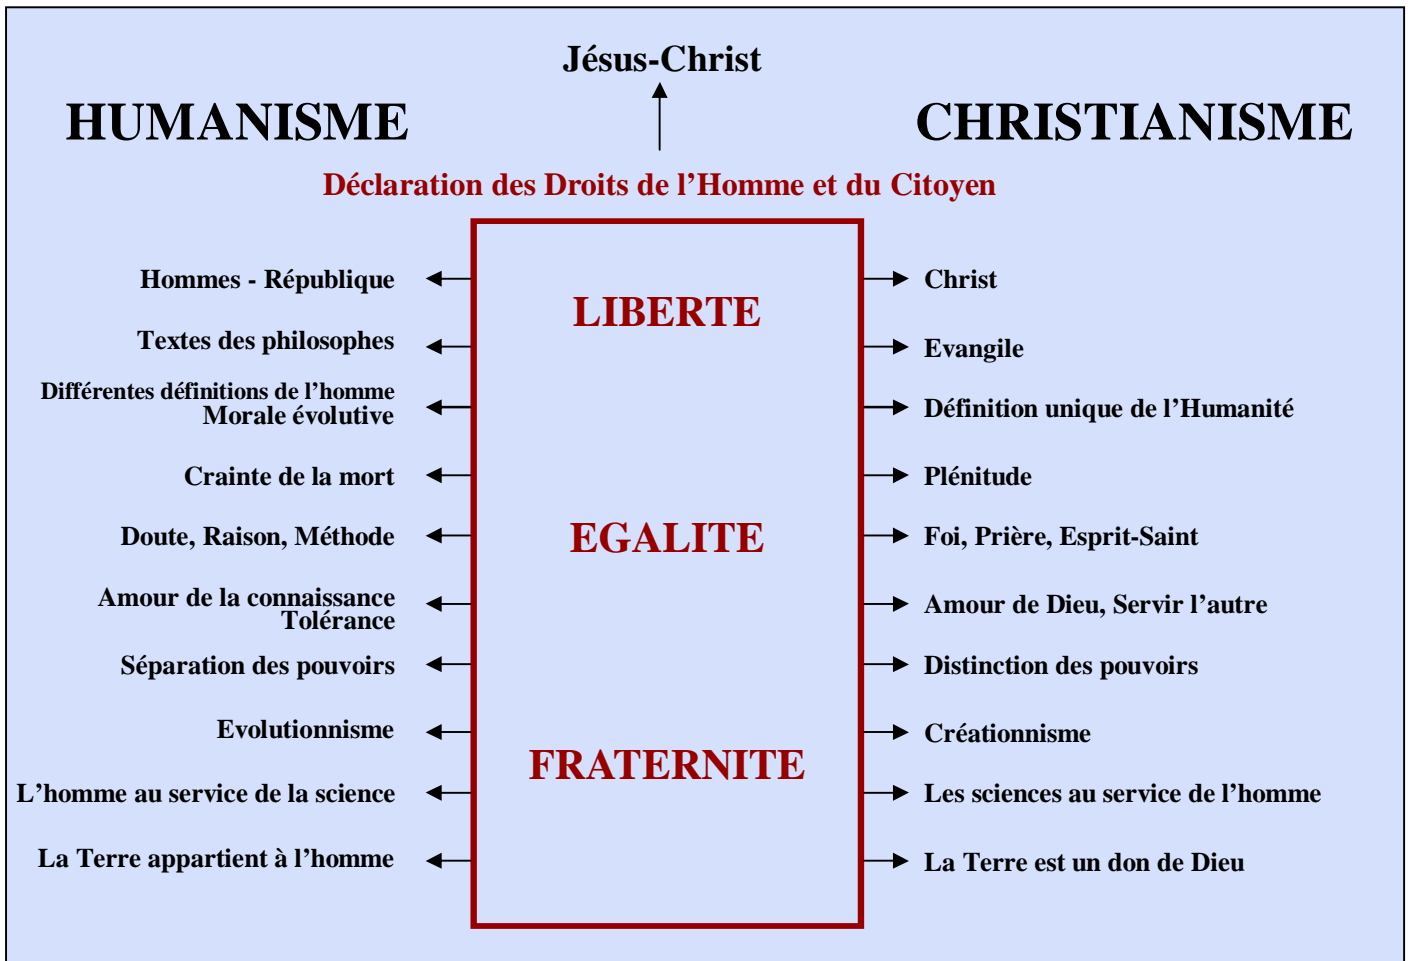 Jésus-Christ
HUMANISME
CHRISTIANISME
Déclaration des Droits de l’Homme et du Citoyen
Hommes - République
Christ
LIBERTE
Textes des philosophes
Evangile
Différentes définitions de l’homme
Morale évolutive
Définition unique de l’Humanité
Crainte de la mort
Plénitude
Doute, Raison, Méthode
EGALITE
Foi, Prière, Esprit-Saint
Amour de la connaissance
Tolérance
Amour de Dieu, Servir l’autre
Séparation des pouvoirs
Distinction des pouvoirs
Evolutionnisme
Créationnisme
FRATERNITE
L’homme au service de la science
Les sciences au service de l’homme
La Terre appartient à l’homme
La Terre est un don de Dieu